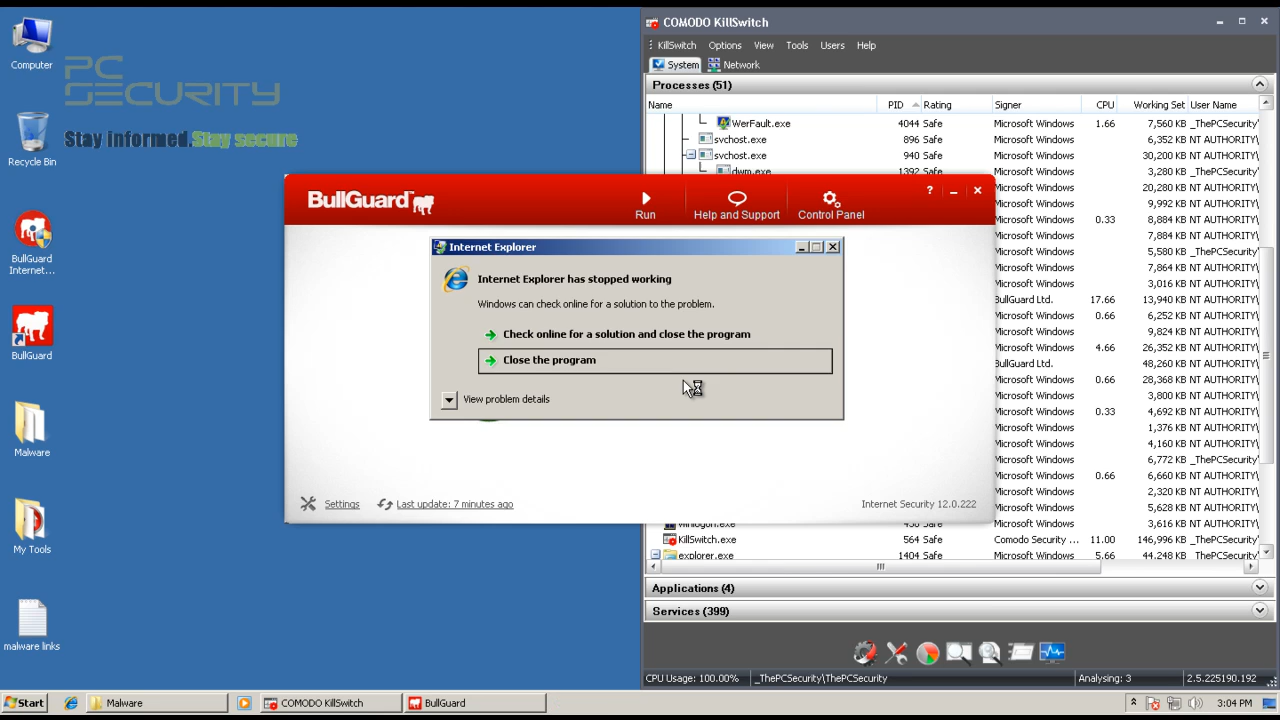 Computer
PC
SECURITY
Stay informed.Stay secure
Recycle Bin
BullGuard
Internet...
BullGuard
Malware
My Tools
malware links
COMODO KillSwitch
KillSwitch Options View Tools Users Help
System Network
Processes (51)
Name PID Rating Signer CPU Working Set User Name
WerFault.exe 4044 Safe Microsoft Windows 1.66 7,560 KB _ThePCSecurity
svchost.exe 896 Safe Microsoft Windows 3,160 KB NT AUTHORITY\
svchost.exe 940 Safe Microsoft Windows 30,200 KB NT AUTHORITY\
dwm.exe 1392 Safe Microsoft Windows 3,280 KB _ThePCSecurity
Microsoft Windows 20,280 KB NT AUTHORITY\
Microsoft Windows 9,992 KB NT AUTHORITY\
Microsoft Windows 0.33 8,884 KB NT AUTHORITY\
Microsoft Windows 7,884 KB NT AUTHORITY\
Microsoft Windows 5,580 KB NT AUTHORITY\
Microsoft Windows 7,864 KB NT AUTHORITY\
Microsoft Windows 3,016 KB NT AUTHORITY\
BullGuard Ltd. 17.66 13,940 KB NT AUTHORITY\
Microsoft Windows 0.66 6,252 KB NT AUTHORITY\
Microsoft Windows 9,824 KB NT AUTHORITY\
Microsoft Windows 4.66 26,352 KB NT AUTHORITY\
BullGuard Ltd. 48,260 KB NT AUTHORITY\
Microsoft Windows 0.66 28,368 KB NT AUTHORITY\
Microsoft Windows 0.33 4,692 KB NT AUTHORITY\
Microsoft Windows 1,376 KB NT AUTHORITY\
Microsoft Windows 4,160 KB NT AUTHORITY\
Microsoft Windows 6,772 KB _ThePCSecurity
Microsoft Windows 0.66 6,660 KB NT AUTHORITY\
Microsoft Windows 2,320 KB NT AUTHORITY\
Microsoft Windows 5,628 KB NT AUTHORITY\
winlogon.exe 456 Safe Microsoft Windows 3,616 KB NT AUTHORITY\
KillSwitch.exe 564 Safe Comodo Security ... 11.00 146,996 KB _ThePCSecurity
explorer.exe 1404 Safe Microsoft Windows 5.66 44,248 KB _ThePCSecurity
Applications (4)
Services (399)
CPU Usage: 100.00% _ThePCSecurity\ThePCSecurity Analysing: 3 2.5.225190.192
BullGuard
Run
Help and Support
Control Panel
?
Internet Explorer
Internet Explorer has stopped working
Windows can check online for a solution to the problem.
Check online for a solution and close the program
Close the program
View problem details
Settings
Last update: 7 minutes ago
Internet Security 12.0.222
Start
Malware
COMODO KillSwitch
BullGuard
3:04 PM